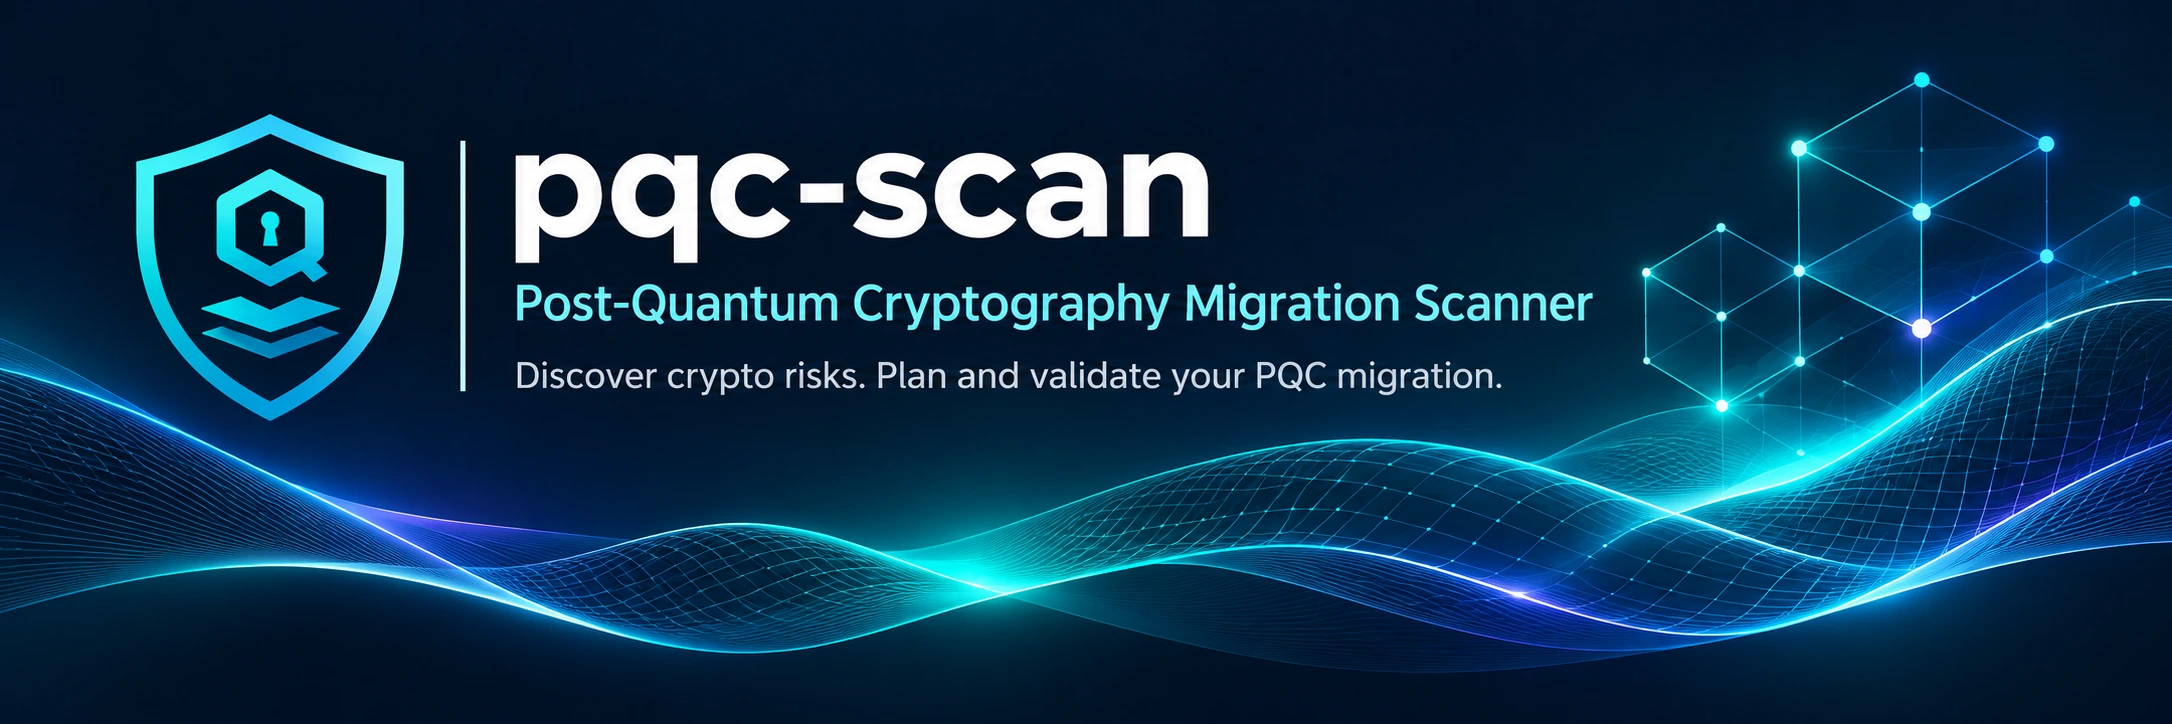 pqc-scan
Post-Quantum Cryptography Migration Scanner
Discover crypto risks. Plan and validate your PQC migration.